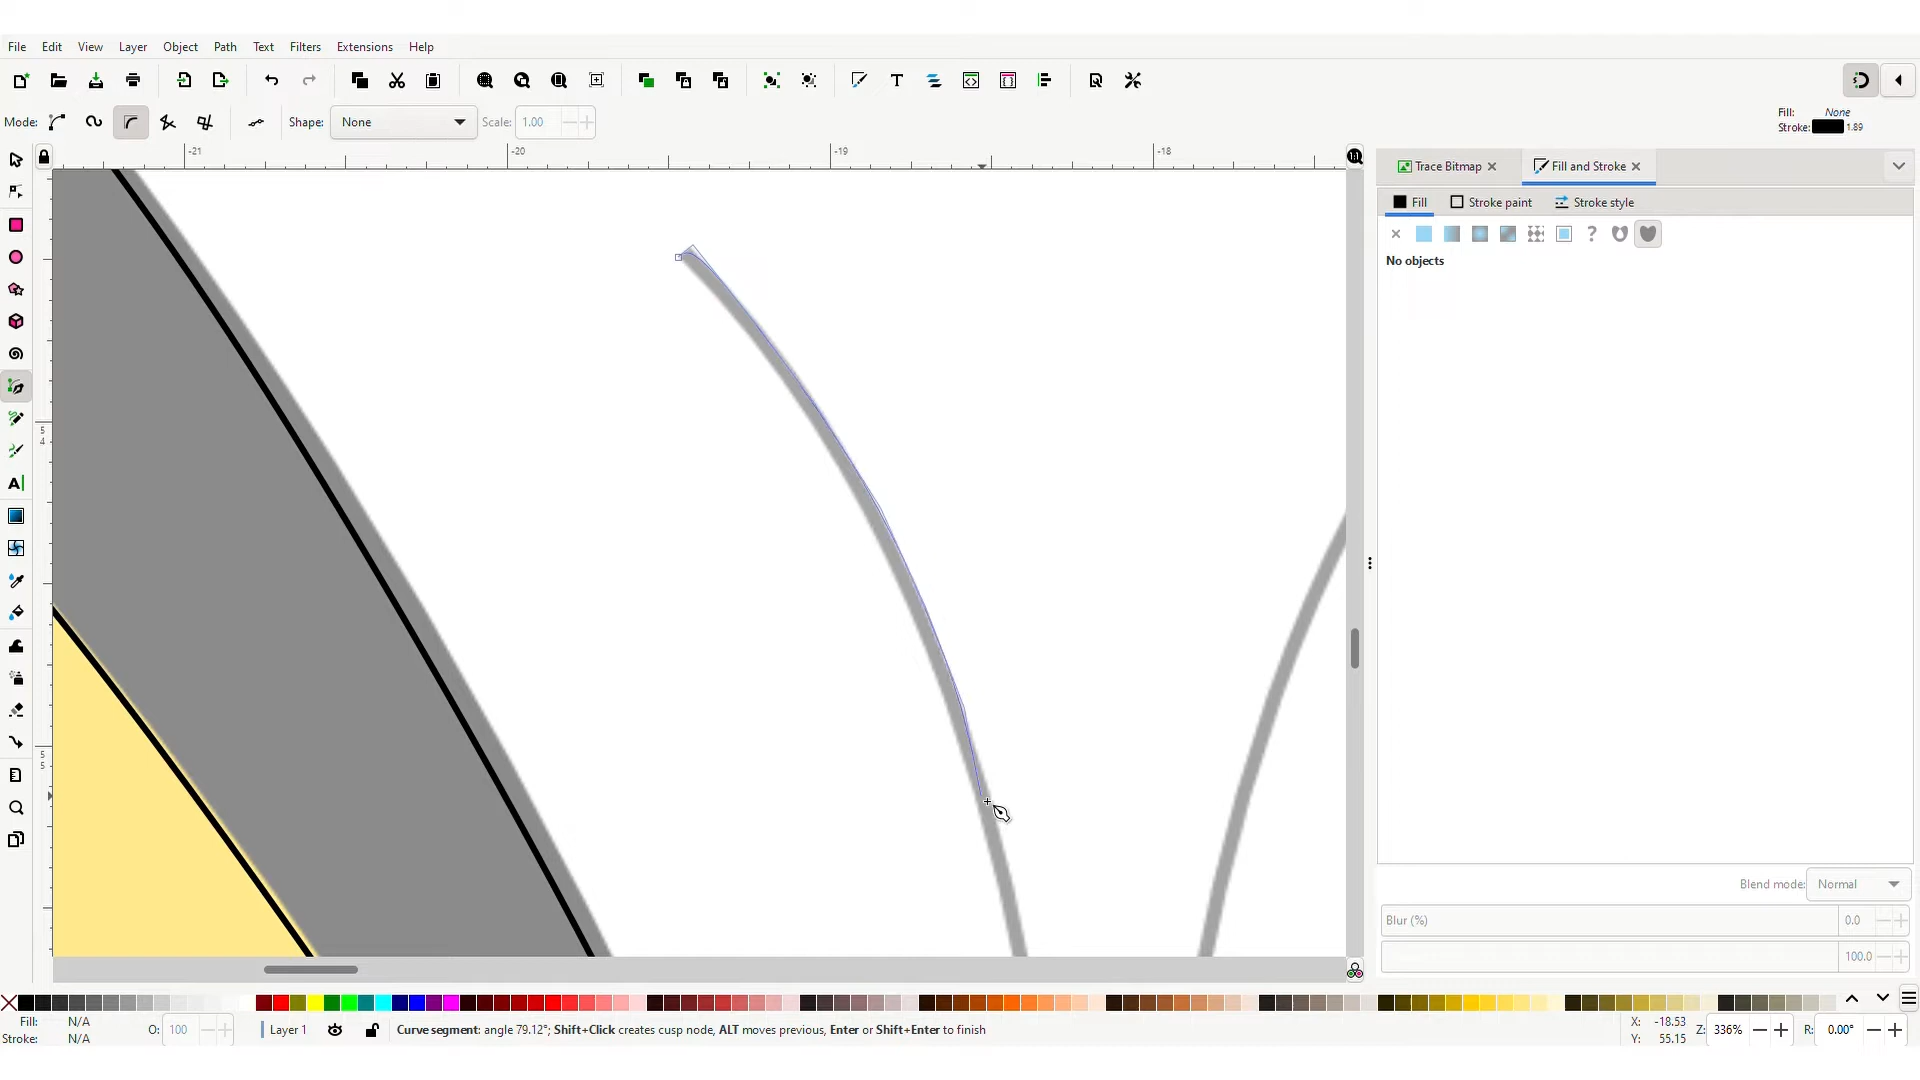 File Edit View Layer Object Path Text Filters Extensions Help
Mode: Shape: None Scale: 1.00
Fill: None
Stroke: 1.89
-21 -20 -19 -18
Trace Bitmap Fill and Stroke
Fill Stroke paint Stroke style
No objects
5
4
5
5
Blend mode: Normal
Blur (%) 0.0
100.0
Fill: N/A
Stroke: N/A
O: 100
Layer 1
Curve segment: angle 79.12°; Shift+Click creates cusp node, ALT moves previous, Enter or Shift+Enter to finish
X: -18.53
Y: 55.15
Z: 336%
R: 0.00°